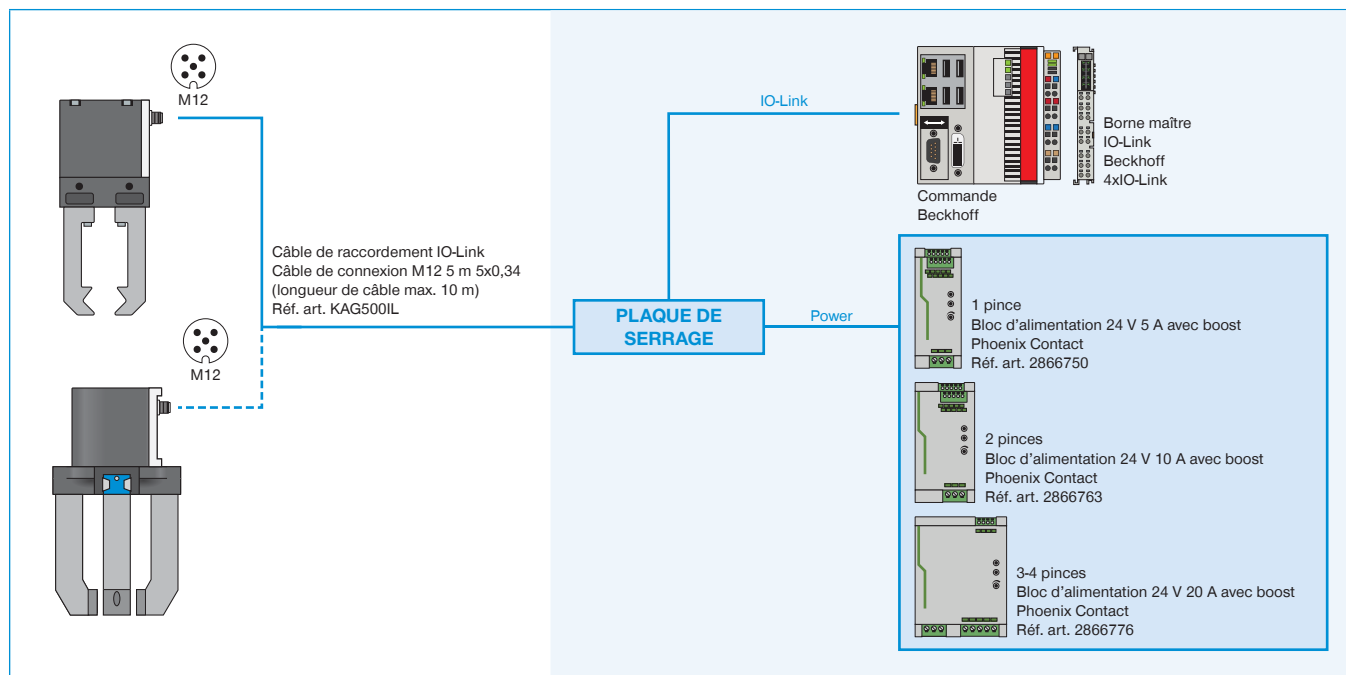 M12
Câble de raccordement IO-Link
Câble de connexion M12 5 m 5x0,34
(longueur de câble max. 10 m)
Réf. art. KAG500IL
M12
IO-Link
PLAQUE DE
SERRAGE
Power
Commande
Beckhoff
Borne maître
IO-Link
Beckhoff
4xIO-Link
1 pince
Bloc d'alimentation 24 V 5 A avec boost
Phoenix Contact
Réf. art. 2866750
2 pinces
Bloc d'alimentation 24 V 10 A avec boost
Phoenix Contact
Réf. art. 2866763
3-4 pinces
Bloc d'alimentation 24 V 20 A avec boost
Phoenix Contact
Réf. art. 2866776